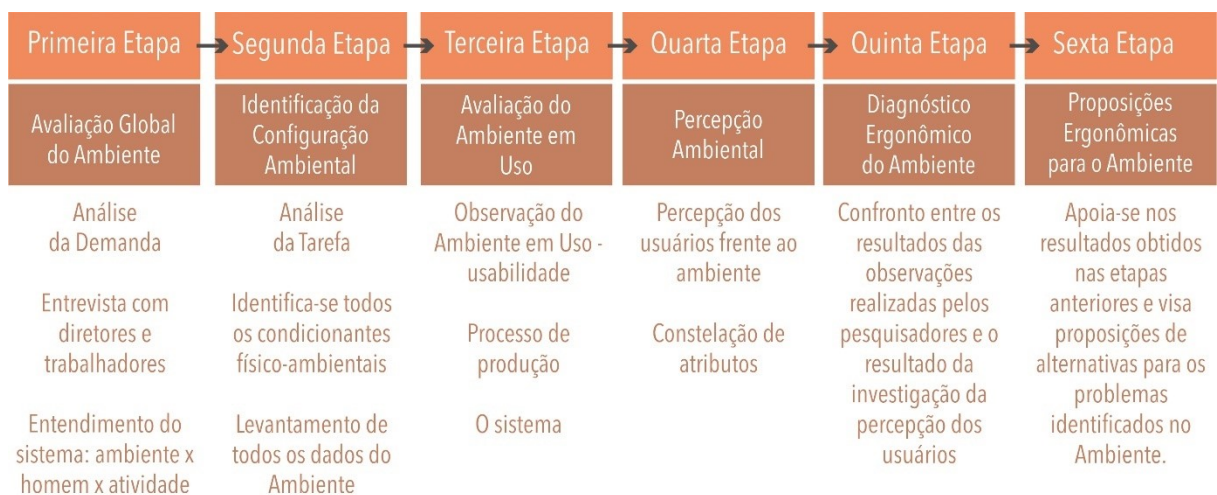 Primeira Etapa
Avaliação Global
do Ambiente
Análise
da Demanda
Entrevista com
diretores e
trabalhadores
Entendimento do
sistema: ambiente x
homem x atividade
Segunda Etapa
Identificação da
Configuração
Ambiental
Análise
da Tarefa
Identifica-se todos
os condicionantes
físico-ambientais
Levantamento de
todos os dados do
Ambiente
Terceira Etapa
Avaliação do
Ambiente em
Uso
Observação do
Ambiente em Uso -
usabilidade
Processo de
produção
O sistema
Quarta Etapa
Percepção
Ambiental
Percepção dos
usuários frente ao
ambiente
Constelação de
atributos
Quinta Etapa
Diagnóstico
Ergonômico
do Ambiente
Confronto entre os
resultados das
observações
realizadas pelos
pesquisadores e o
resultado da
investigação da
percepção dos
usuários
Sexta Etapa
Proposições
Ergonômicas
para o Ambiente
Apoia-se nos
resultados obtidos
nas etapas
anteriores e visa
proposições de
alternativas para os
problemas
identificados no
Ambiente.